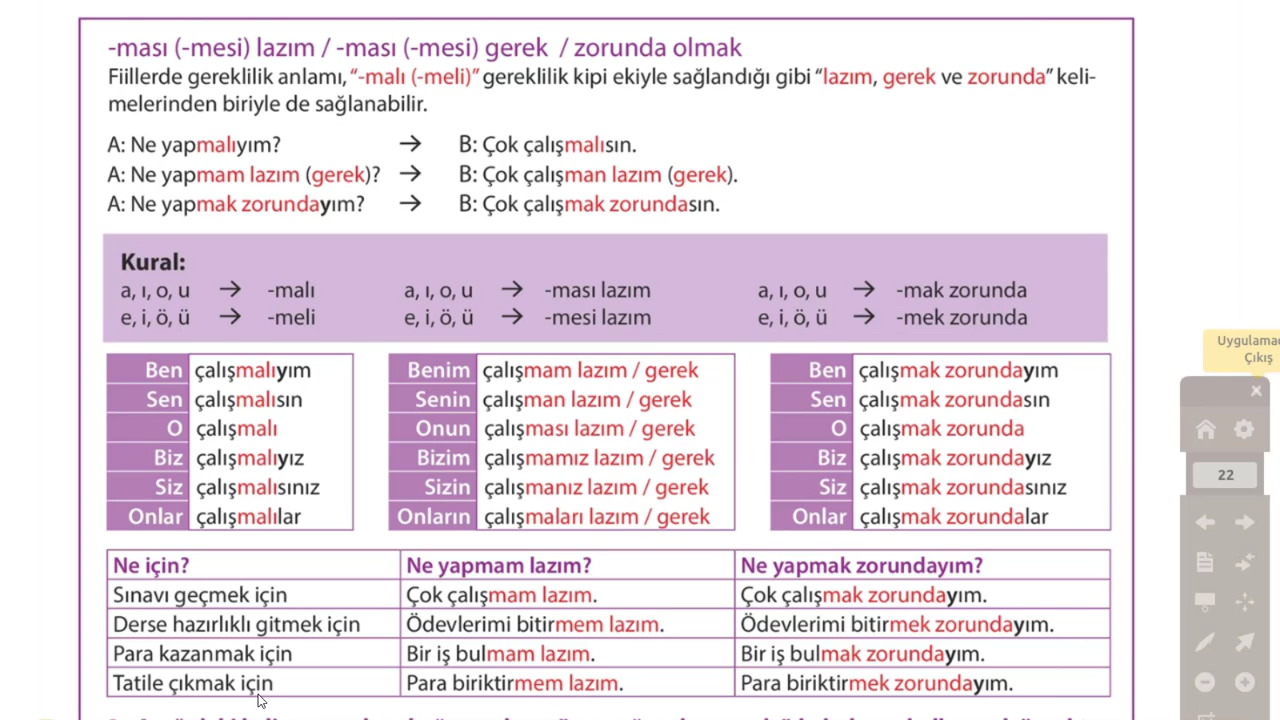 -ması (-mesi) lazım / -ması (-mesi) gerek / zorunda olmak
Fiillerde gereklilik anlamı, “-malı (-meli)” gereklilik kipi ekiyle sağlandığı gibi “lazım, gerek ve zorunda” keli-
melerinden biriyle de sağlanabilir.
A: Ne yapmalıyım? → B: Çok çalışmalısın.
A: Ne yapmam lazım (gerek)? → B: Çok çalışman lazım (gerek).
A: Ne yapmak zorundayım? → B: Çok çalışmak zorundasın.
Kural:
a, ı, o, u → -malı a, ı, o, u → -ması lazım a, ı, o, u → -mak zorunda
e, i, ö, ü → -meli e, i, ö, ü → -mesi lazım e, i, ö, ü → -mek zorunda
Ben çalışmalıyım Benim çalışmam lazım / gerek Ben çalışmak zorundayım
Sen çalışmalısın Senin çalışman lazım / gerek Sen çalışmak zorundasın
O çalışmalı Onun çalışması lazım / gerek O çalışmak zorunda
Biz çalışmalıyız Bizim çalışmamız lazım / gerek Biz çalışmak zorundayız
Siz çalışmalısınız Sizin çalışmanız lazım / gerek Siz çalışmak zorundasınız
Onlar çalışmalılar Onların çalışmaları lazım / gerek Onlar çalışmak zorundalar
Ne için? Ne yapmam lazım? Ne yapmak zorundayım?
Sınavı geçmek için Çok çalışmam lazım. Çok çalışmak zorundayım.
Derse hazırlıklı gitmek için Ödevlerimi bitirmem lazım. Ödevlerimi bitirmek zorundayım.
Para kazanmak için Bir iş bulmam lazım. Bir iş bulmak zorundayım.
Tatile çıkmak için Para biriktirmem lazım. Para biriktirmek zorundayım.
Uygulamad
Çıkış
22